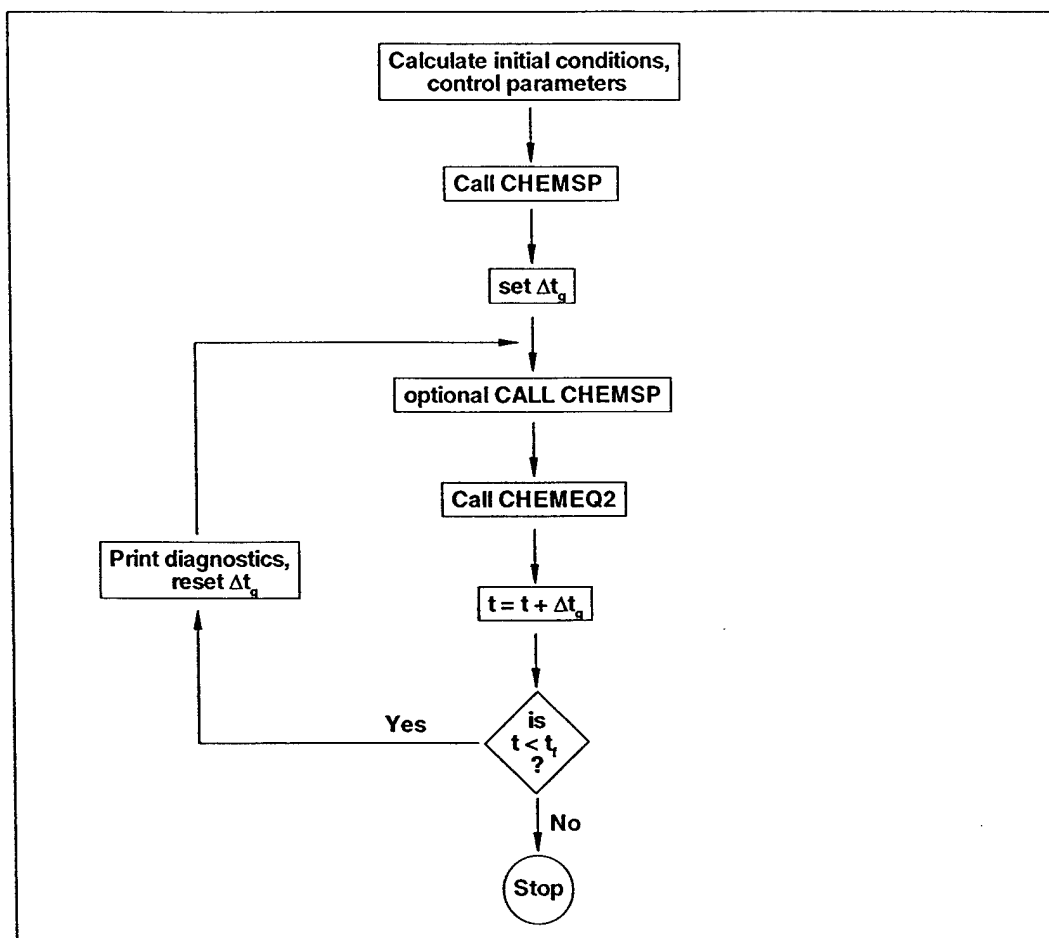 Calculate initial conditions,
control parameters
Call CHEMSP
set Δt_g
optional CALL CHEMSP
Call CHEMEQ2
Print diagnostics,
reset Δt_g
t = t + Δt_g
Yes
is
t < t_f
?
No
Stop